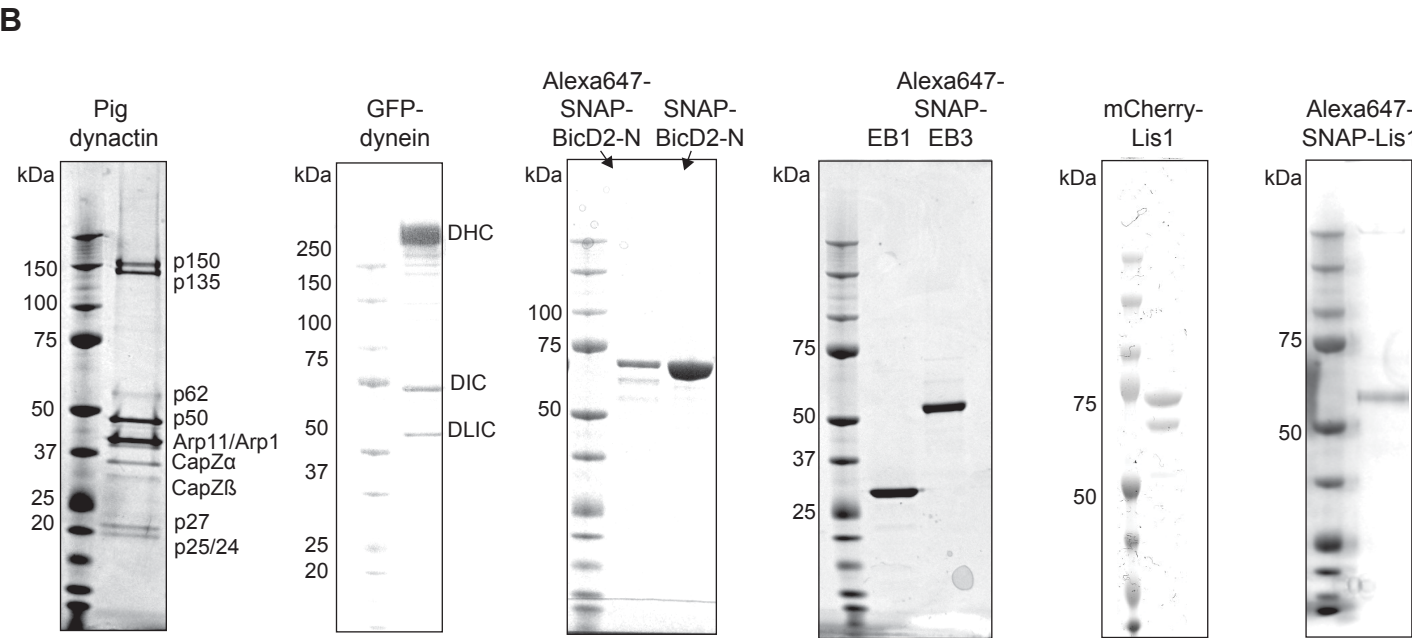 B
Pig
dynactin
kDa
150
100
75
50
37
25
20
p150
p135
p62
p50
Arp11/Arp1
CapZα
CapZß
p27
p25/24
GFP-
dynein
kDa
250
150
100
75
50
37
25
20
DHC
DIC
DLIC
Alexa647-
SNAP-
BicD2-N
SNAP-
BicD2-N
kDa
100
75
50
EB1
Alexa647-
SNAP-
EB3
kDa
75
50
37
25
mCherry-
Lis1
kDa
75
50
Alexa647-
SNAP-Lis1
kDa
75
50